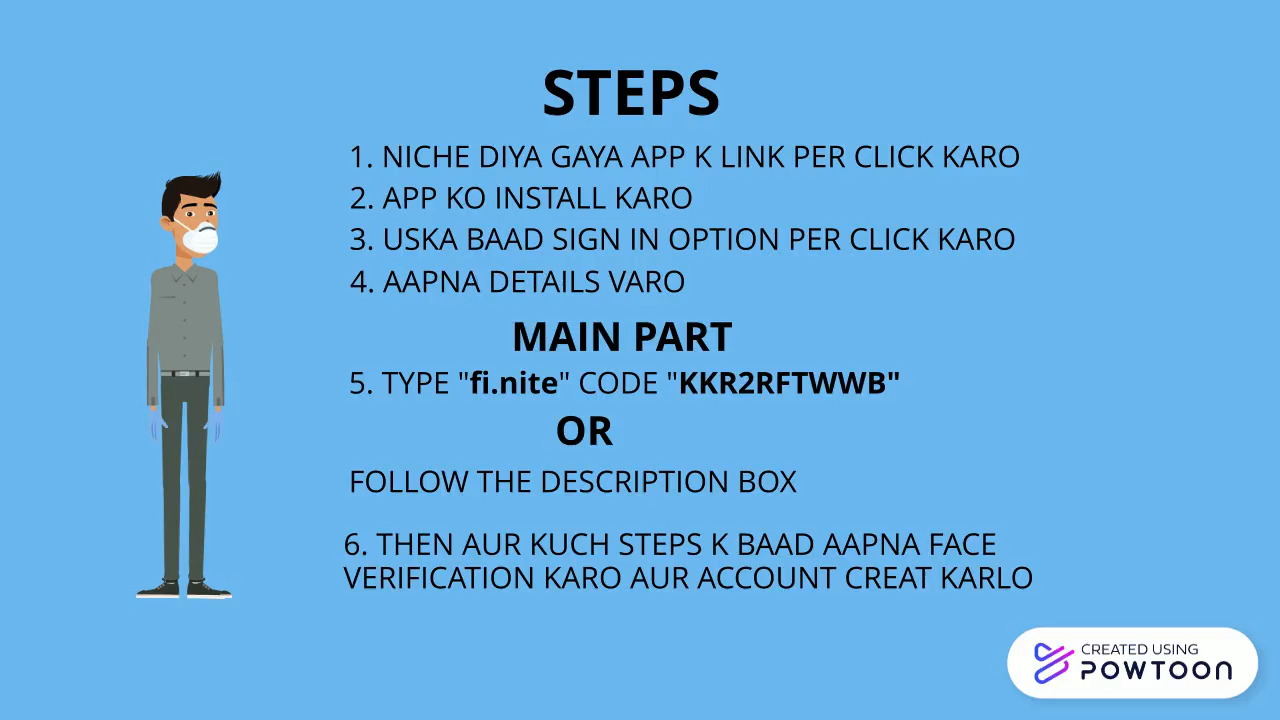 STEPS
1. NICHE DIYA GAYA APP K LINK PER CLICK KARO
2. APP KO INSTALL KARO
3. USKA BAAD SIGN IN OPTION PER CLICK KARO
4. AAPNA DETAILS VARO
MAIN PART
5. TYPE "fi.nite" CODE "KKR2RFTWWB"
OR
FOLLOW THE DESCRIPTION BOX
6. THEN AUR KUCH STEPS K BAAD AAPNA FACE
VERIFICATION KARO AUR ACCOUNT CREAT KARLO
CREATED USING
POWTOON